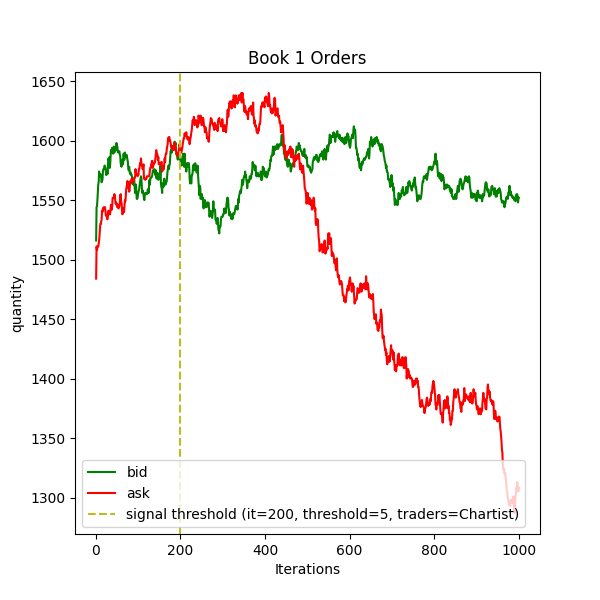 Book 1 Orders
1650
1600
1550
1500
1450
1400
1350
1300
quantity
bid
ask
signal threshold (it=200, threshold=5, traders=Chartist)
0 200 400 600 800 1000
Iterations